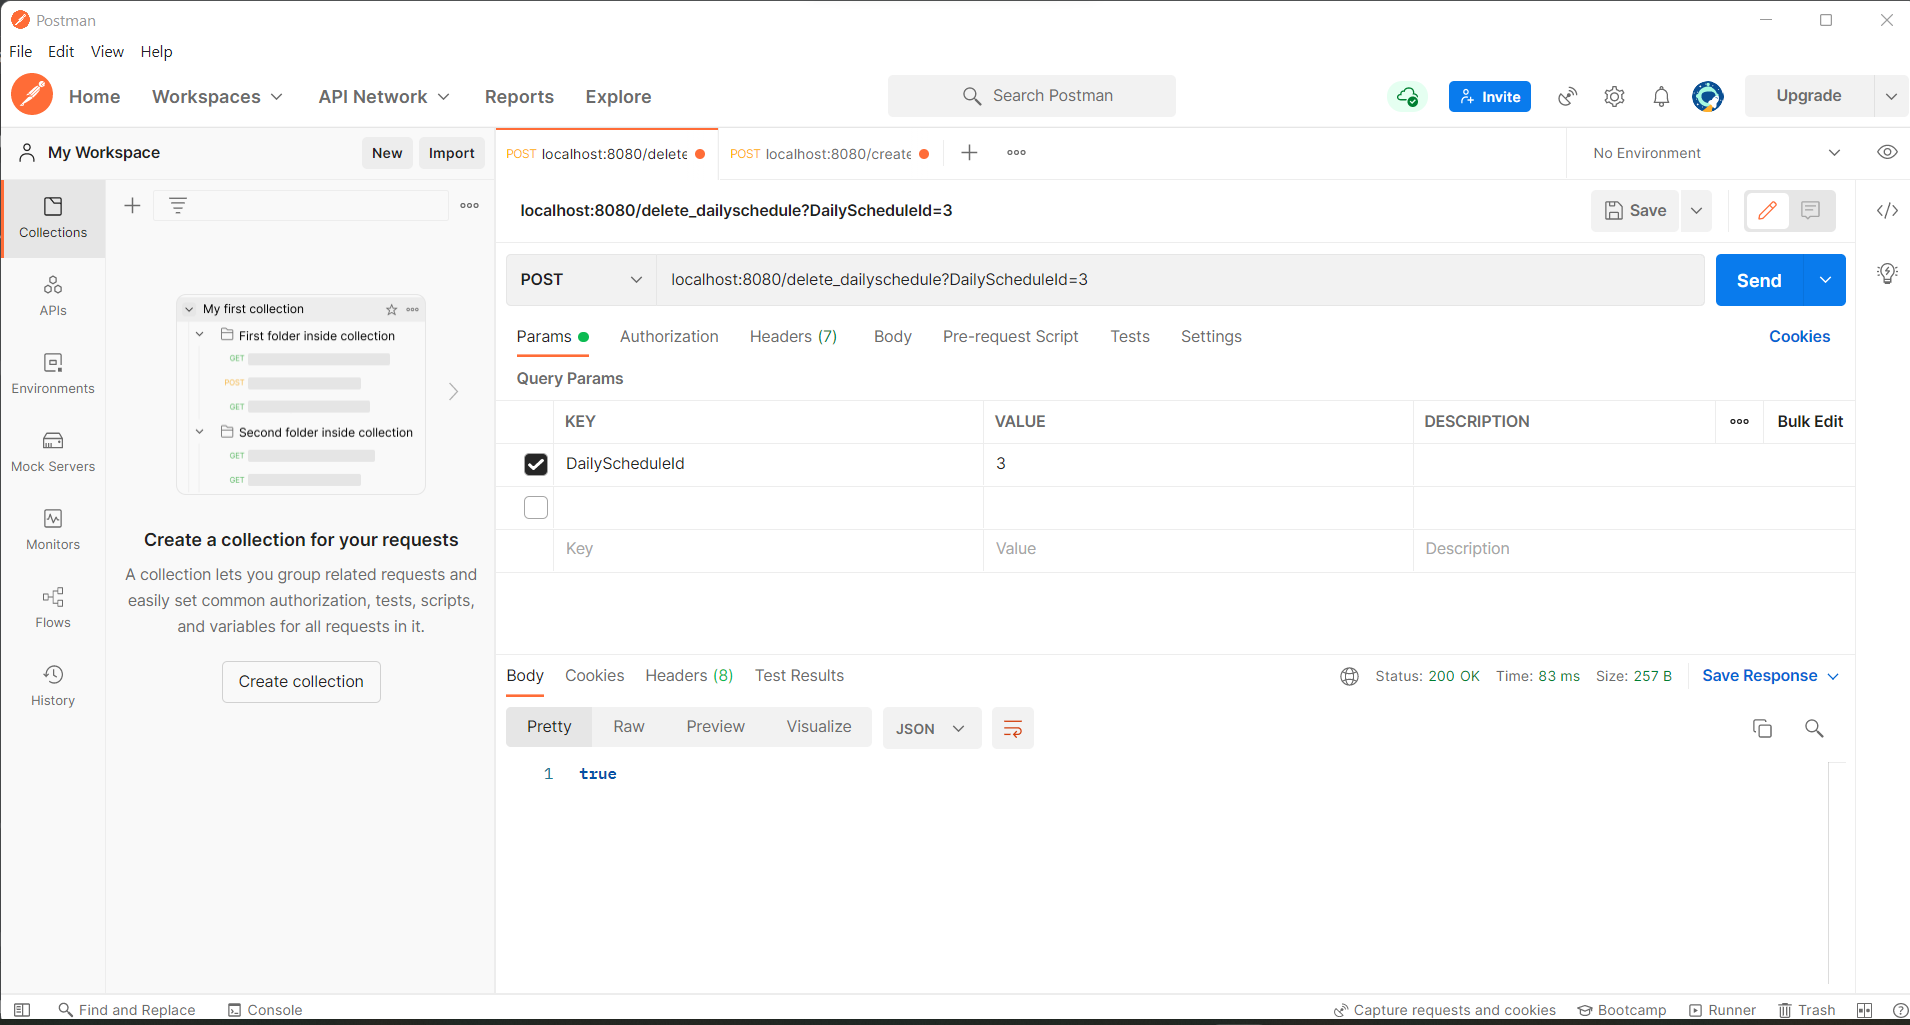 Postman
File Edit View Help
Home Workspaces API Network Reports Explore Search Postman Invite Upgrade
My Workspace New Import POST localhost:8080/delete POST localhost:8080/create No Environment
Collections
APIs
Environments
Mock Servers
Monitors
Flows
History
My first collection
First folder inside collection
GET
POST
GET
Second folder inside collection
GET
GET
Create a collection for your requests
A collection lets you group related requests and
easily set common authorization, tests, scripts,
and variables for all requests in it.
Create collection
localhost:8080/delete_dailyschedule?DailyScheduleId=3 Save
POST localhost:8080/delete_dailyschedule?DailyScheduleId=3 Send
Params Authorization Headers (7) Body Pre-request Script Tests Settings Cookies
Query Params
KEY VALUE DESCRIPTION Bulk Edit
DailyScheduleId 3
Key Value Description
Body Cookies Headers (8) Test Results Status: 200 OK Time: 83 ms Size: 257 B Save Response
Pretty Raw Preview Visualize JSON
1 true
Find and Replace Console Capture requests and cookies Bootcamp Runner Trash